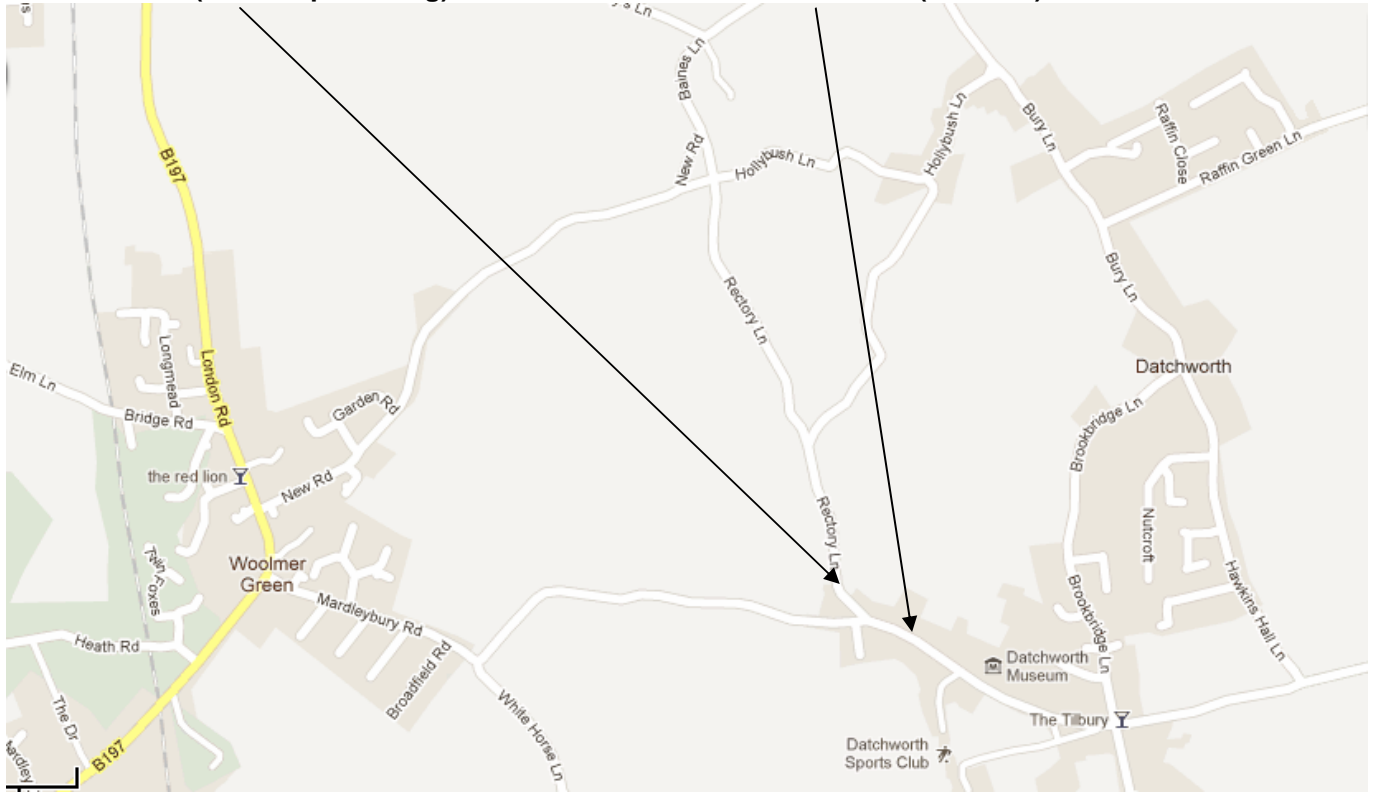 Baines Ln
B197
New Rd
Hollybush Ln
Hollybush Ln
Bury Ln
Raffin Close
Raffin Green Ln
Rectory Ln
Bury Ln
Longmead
London Rd
Elm Ln
Bridge Rd
Garden Rd
Datchworth
Brookbridge Ln
the red lion
New Rd
Rectory Ln
Nutcroft
Woolmer
Green
Twin Foxes
Mardleybury Rd
Brookbridge Ln
Hawkins Hall Ln
Heath Rd
Broadfield Rd
Datchworth
Museum
The Dr
White Horse Ln
The Tilbury
B197
Datchworth
Sports Club